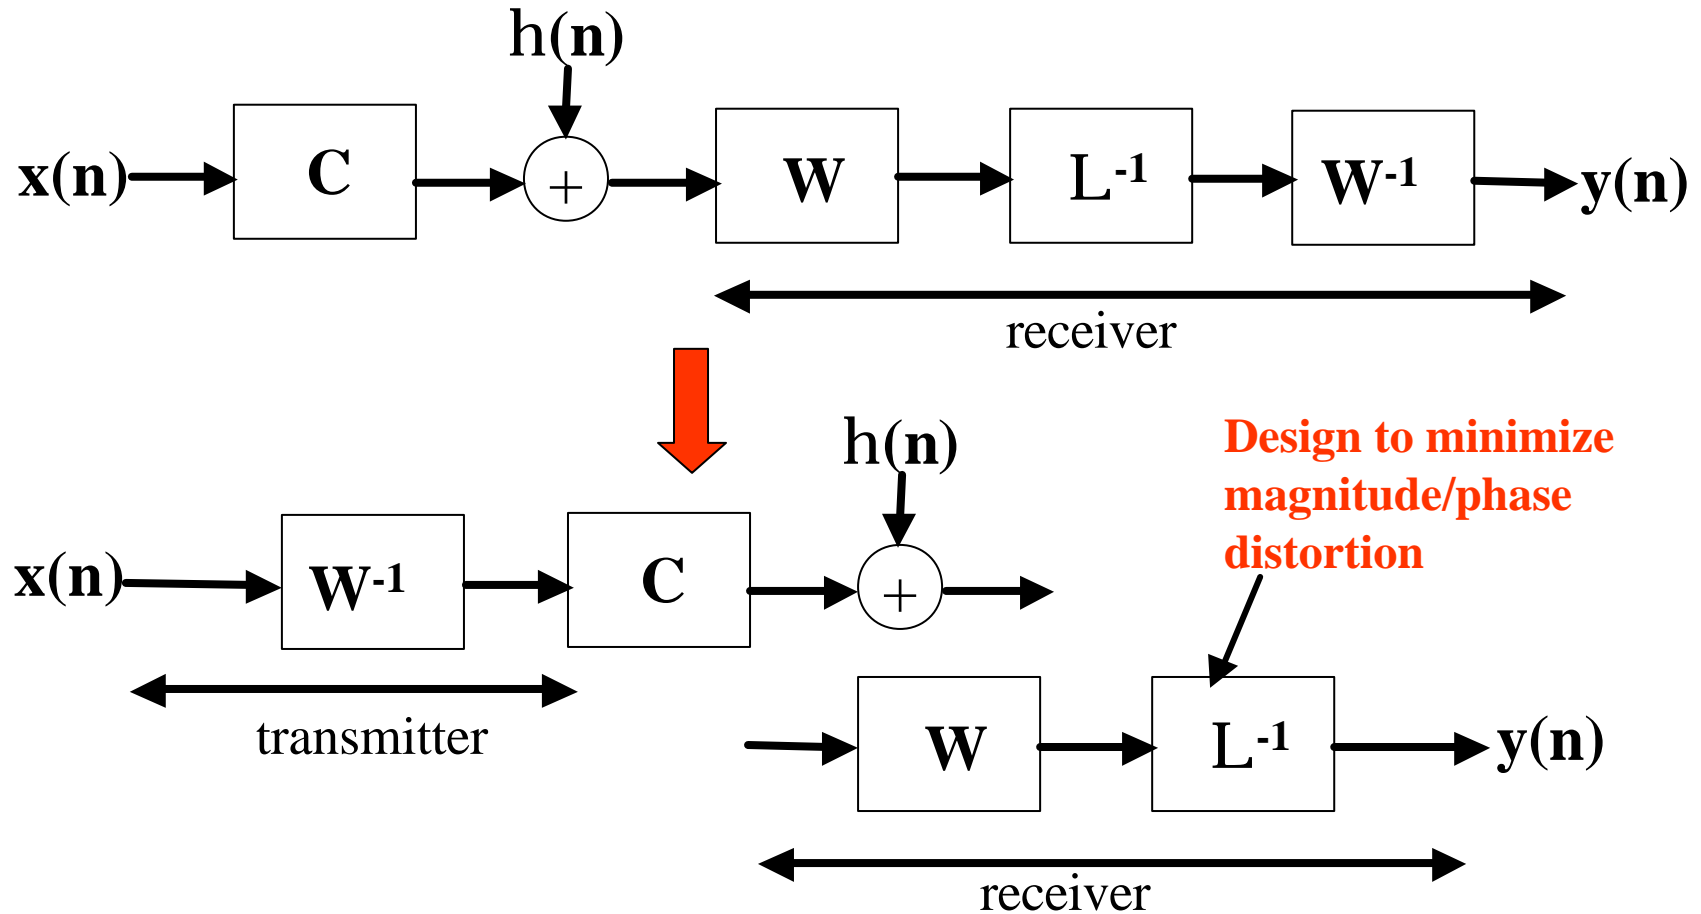 h(n)
x(n) C + W L-1 W-1 y(n)
receiver
h(n)
Design to minimize
magnitude/phase
distortion
x(n) W-1 C +
transmitter
W L-1 y(n)
receiver